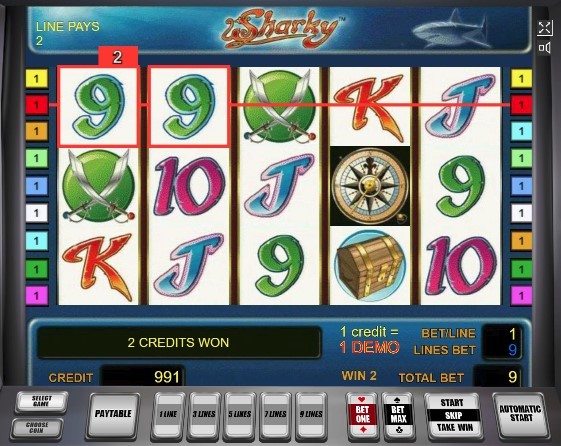 LINE PAYS
2
Sharky™
2
1 9 9 K J 1
1 1
1 1
1 10 J 9 1
1 1
1 1
1 K J 9 10 1
1 1
1 1
2 CREDITS WON
1 credit =
1 DEMO
BET/LINE 1
LINES BET 9
CREDIT 991
WIN 2
TOTAL BET 9
SELECT
GAME
CHOOSE
COIN
PAYTABLE
1 LINE
3 LINES
5 LINES
7 LINES
9 LINES
BET
ONE
BET
MAX
START
SKIP
TAKE WIN
AUTOMATIC
START